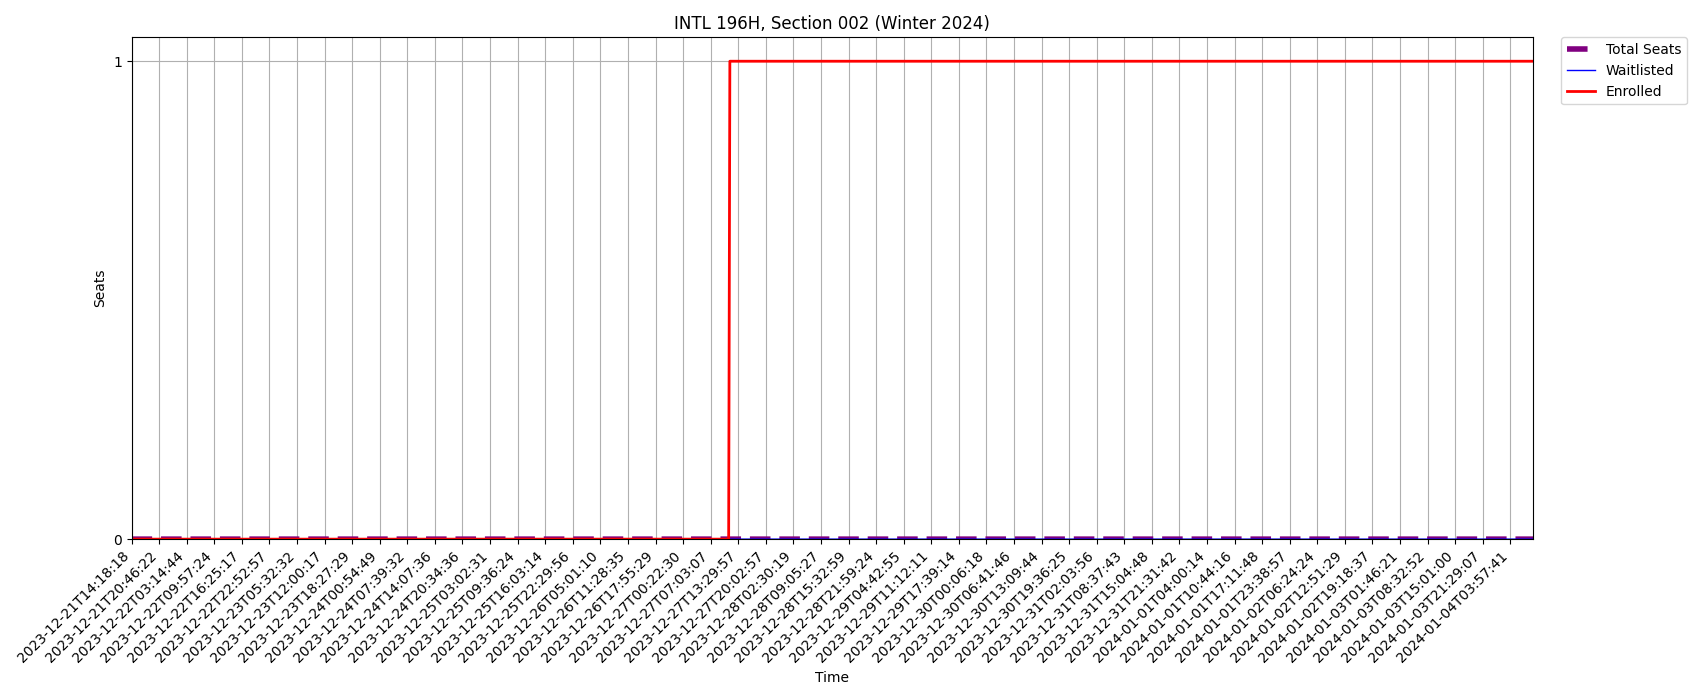 INTL 196H, Section 002 (Winter 2024)
Total Seats
Waitlisted
Enrolled
Seats
1
0
2023-12-21T14:18:18
2023-12-21T20:46:22
2023-12-22T03:14:44
2023-12-22T09:57:24
2023-12-22T16:25:17
2023-12-22T22:52:57
2023-12-23T05:32:32
2023-12-23T12:00:17
2023-12-23T18:27:29
2023-12-24T00:54:49
2023-12-24T07:39:32
2023-12-24T14:07:36
2023-12-24T20:34:36
2023-12-25T03:02:31
2023-12-25T09:36:24
2023-12-25T16:03:14
2023-12-25T22:29:56
2023-12-26T05:01:10
2023-12-26T11:28:35
2023-12-26T17:55:29
2023-12-27T00:22:30
2023-12-27T07:03:07
2023-12-27T13:29:57
2023-12-27T20:02:57
2023-12-28T02:30:19
2023-12-28T09:05:27
2023-12-28T15:32:59
2023-12-28T21:59:24
2023-12-29T04:42:55
2023-12-29T11:12:11
2023-12-29T17:39:14
2023-12-30T00:06:18
2023-12-30T06:41:46
2023-12-30T13:09:44
2023-12-30T19:36:25
2023-12-31T02:03:56
2023-12-31T08:37:43
2023-12-31T15:04:48
2023-12-31T21:31:42
2024-01-01T04:00:14
2024-01-01T10:44:16
2024-01-01T17:11:48
2024-01-01T23:38:57
2024-01-02T06:24:24
2024-01-02T12:51:29
2024-01-02T19:18:37
2024-01-03T01:46:21
2024-01-03T08:32:52
2024-01-03T15:01:00
2024-01-03T21:29:07
2024-01-04T03:57:41
Time